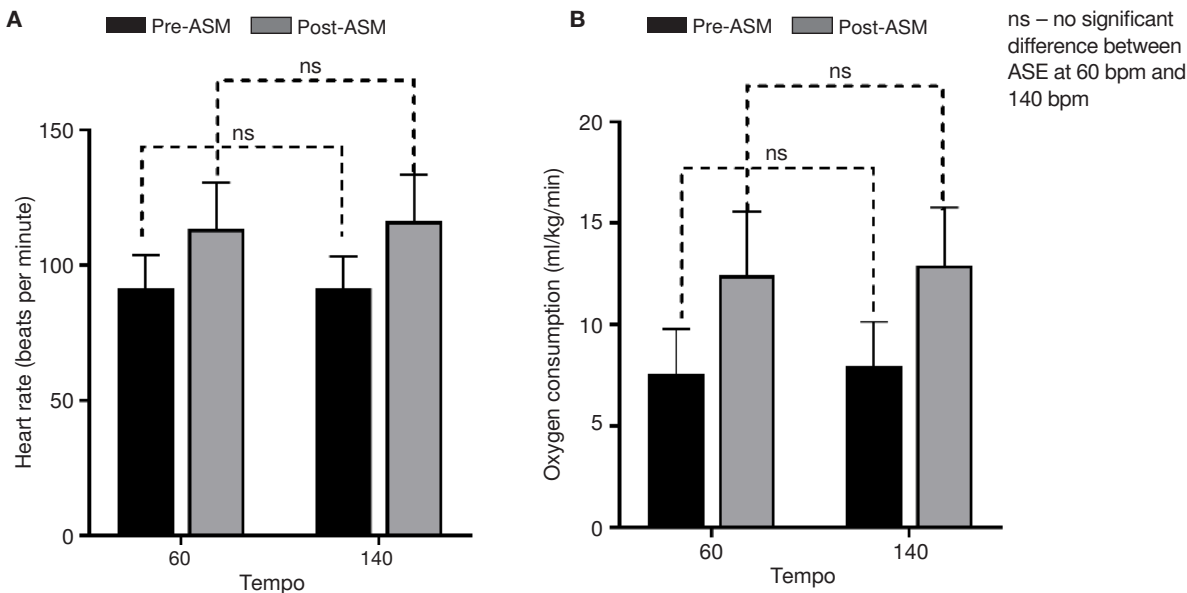 A
Pre-ASM Post-ASM
ns
ns
150
100
50
0
Heart rate (beats per minute)
60 140
Tempo
B
Pre-ASM Post-ASM
ns
ns
20
15
10
5
0
Oxygen consumption (ml/kg/min)
60 140
Tempo
ns – no significant
difference between
ASE at 60 bpm and
140 bpm